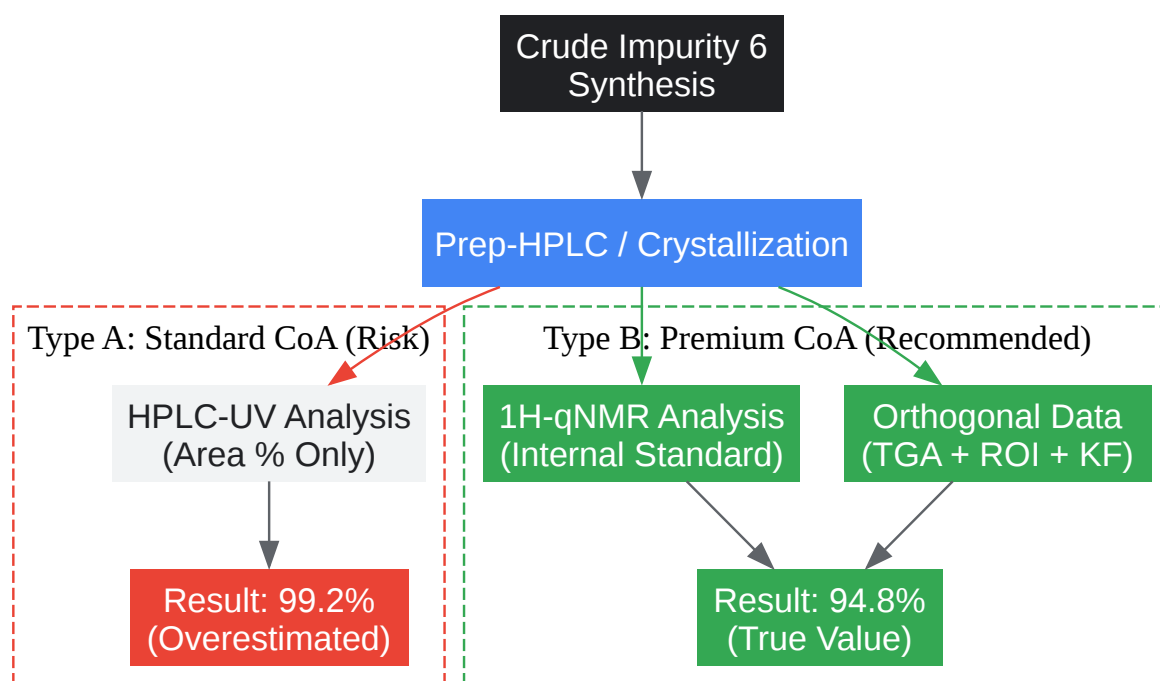 Crude Impurity 6
Synthesis
Prep-HPLC / Crystallization
Type A: Standard CoA (Risk)
Type B: Premium CoA (Recommended)
HPLC-UV Analysis
(Area % Only)
1H-qNMR Analysis
(Internal Standard)
Orthogonal Data
(TGA + ROI + KF)
Result: 99.2%
(Overestimated)
Result: 94.8%
(True Value)